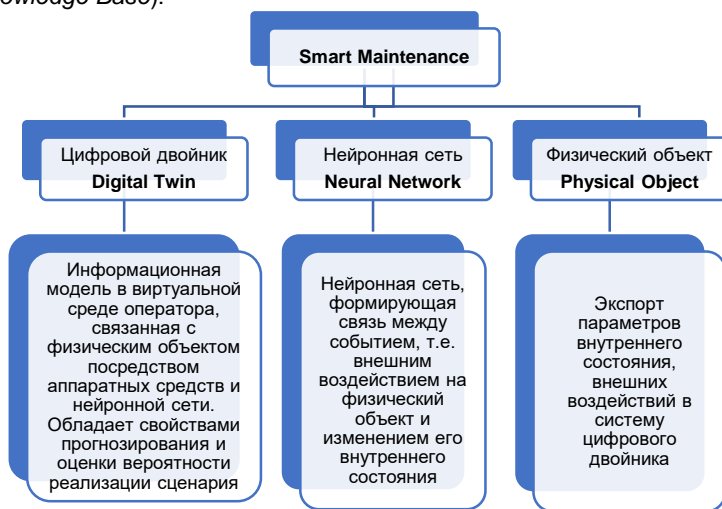 owledge Base).
Smart Maintenance
Цифровой двойник
Digital Twin
Нейронная сеть
Neural Network
Физический объект
Physical Object
Информационная
модель в виртуальной
среде оператора,
связанная с
физическим объектом
посредством
аппаратных средств и
нейронной сети.
Обладает свойствами
прогнозирования и
оценки вероятности
реализации сценария
Нейронная сеть,
формирующая
связь между
событием, т.е.
внешним
воздействием на
физический
объект и
изменением его
внутреннего
состояния
Экспорт
параметров
внутреннего
состояния,
внешних
воздействий в
систему
цифрового
двойника